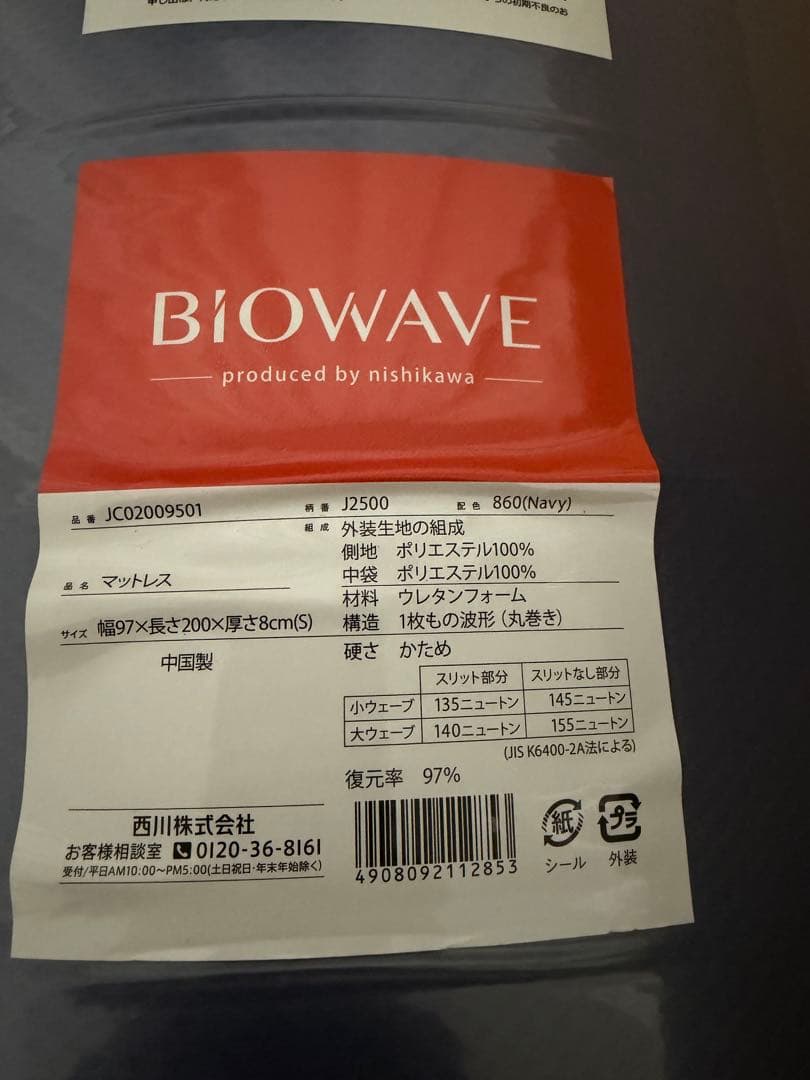 の初期不良のお
BIOWAVE
produced by nishikawa
品番 JC02009501
柄番 J2500 配色 860(Navy)
組成 外装生地の組成
側地 ポリエステル100%
中袋 ポリエステル100%
品名 マットレス
材料 ウレタンフォーム
サイズ 幅97×長さ200×厚さ8cm(S)
構造 1枚もの波形（丸巻き）
中国製
硬さ かため
スリット部分 スリットなし部分
小ウェーブ 135ニュートン 145ニュートン
大ウェーブ 140ニュートン 155ニュートン
(JIS K6400-2A法による)
復元率 97%
西川株式会社
お客様相談室 0120-36-8161
受付/平日AM10:00〜PM5:00(土日祝日・年末年始除く)
4908092112853
紙
シール
プラ
外装